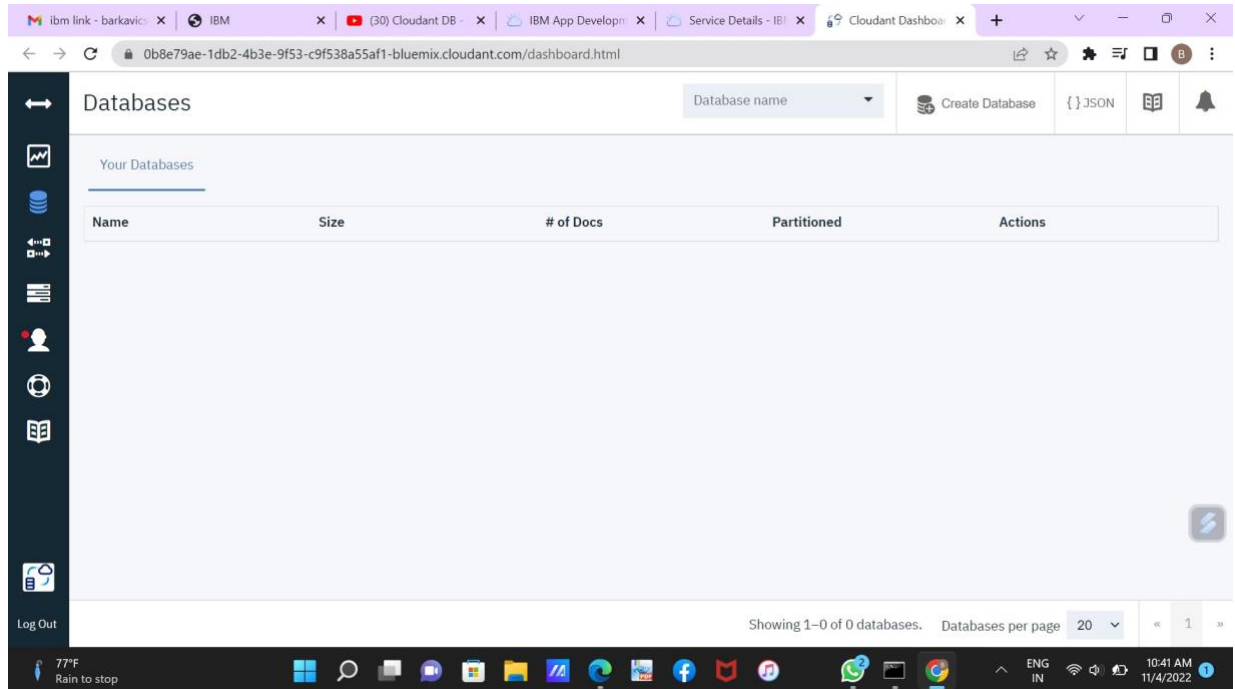 ibm link - barkavics
IBM
(30) Cloudant DB -
IBM App Developm
Service Details - IB
Cloudant Dashboa
0b8e79ae-1db2-4b3e-9f53-c9f538a55af1-bluemix.cloudant.com/dashboard.html
B
Databases
Database name
Create Database
{ } JSON
Your Databases
Name Size # of Docs Partitioned Actions
Log Out
Showing 1–0 of 0 databases. Databases per page 20 « 1 »
77°F
Rain to stop
2
ENG
IN
10:41 AM
11/4/2022
1